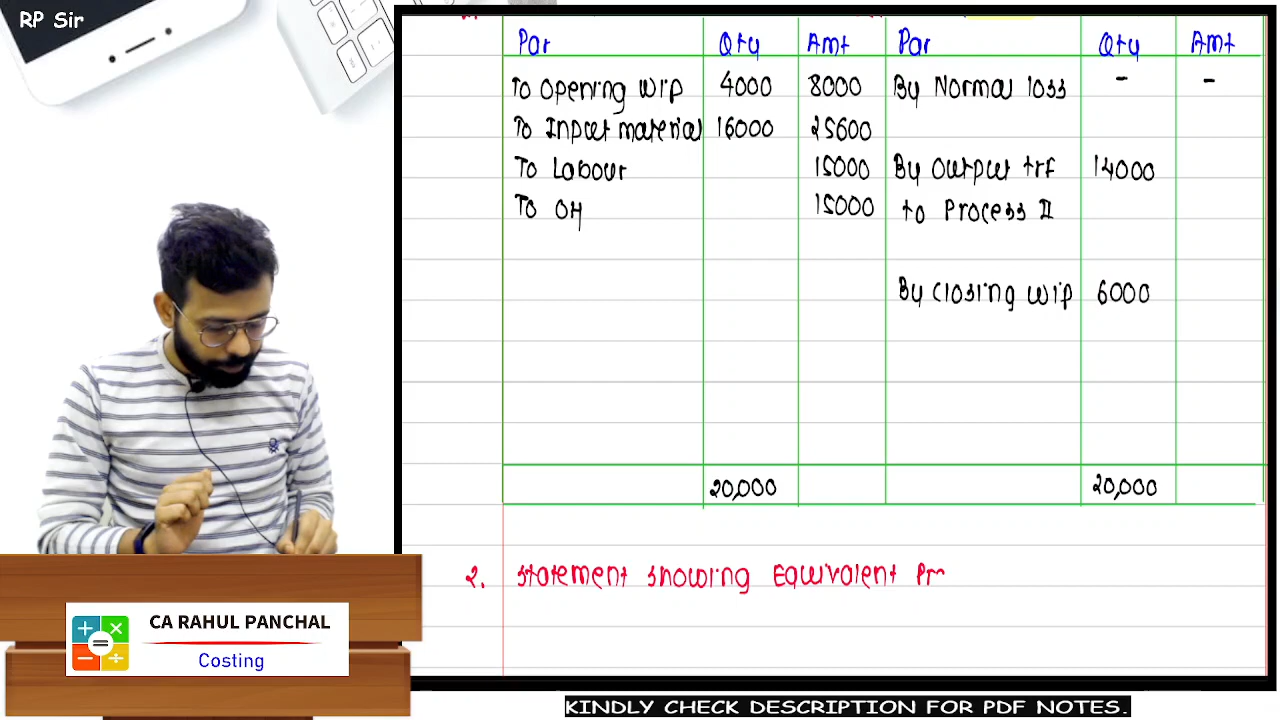 RP Sir
Par Qty Amt Par Qty Amt
To Opening WIP 4000 8000 By Normal loss - -
To Input material 16000 25600
To Labour 15000 By Output trf 14000
To OH 15000 to Process II
By Closing WIP 6000
20,000 20,000
2. Statement Showing Equivalent Pr
CA RAHUL PANCHAL
Costing
KINDLY CHECK DESCRIPTION FOR PDF NOTES.